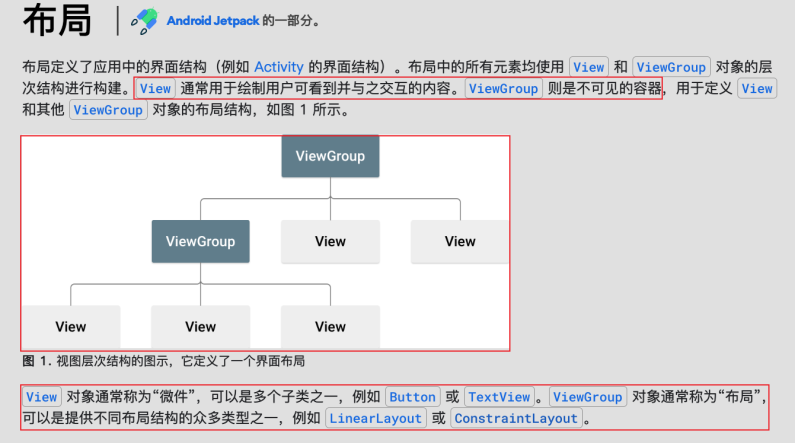 布局 | Android Jetpack 的一部分。
布局定义了应用中的界面结构（例如 Activity 的界面结构）。布局中的所有元素均使用 View 和 ViewGroup 对象的层
次结构进行构建。View 通常用于绘制用户可看到并与之交互的内容。ViewGroup 则是不可见的容器，用于定义 View
和其他 ViewGroup 对象的布局结构，如图 1 所示。
ViewGroup
ViewGroup View View
View View View
图 1. 视图层次结构的图示，它定义了一个界面布局
View 对象通常称为“微件”，可以是多个子类之一，例如 Button 或 TextView。ViewGroup 对象通常称为“布局”，
可以是提供不同布局结构的众多类型之一，例如 LinearLayout 或 ConstraintLayout。